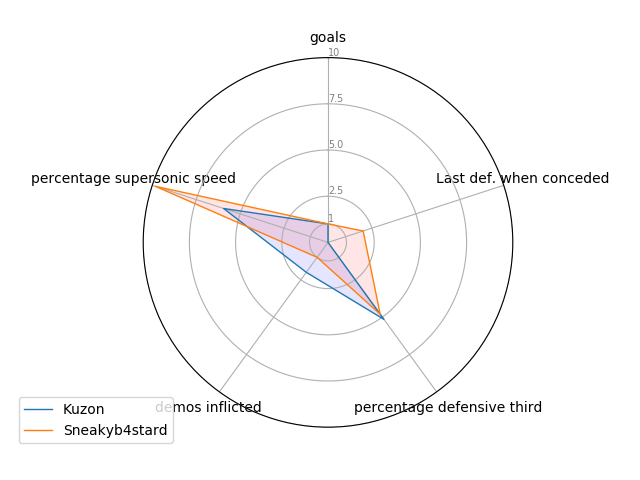 goals
10
7.5
5.0
2.5
1
percentage supersonic speed
Last def. when conceded
demos inflicted
percentage defensive third
Kuzon
Sneakyb4stard